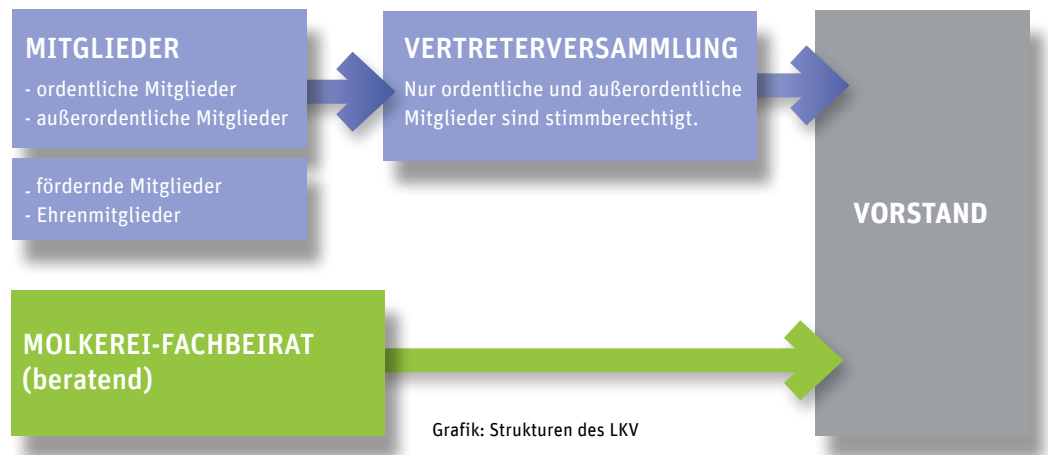 MITGLIEDER
- ordentliche Mitglieder
- außerordentliche Mitglieder
- fördernde Mitglieder
- Ehrenmitglieder
VERTRETERVERSAMMLUNG
Nur ordentliche und außerordentliche
Mitglieder sind stimmberechtigt.
VORSTAND
MOLKEREI-FACHBEIRAT
(beratend)
Grafik: Strukturen des LKV